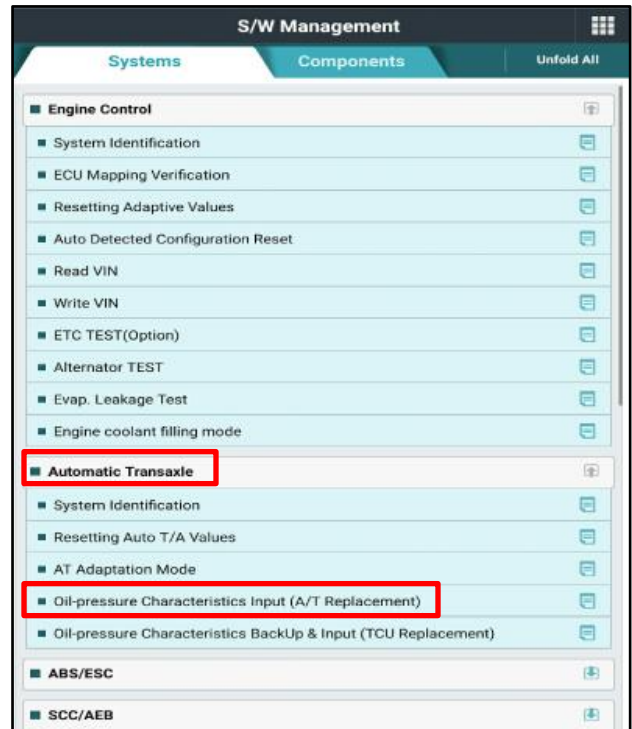 S/W Management
Systems
Components
Unfold All
Engine Control
System Identification
ECU Mapping Verification
Resetting Adaptive Values
Auto Detected Configuration Reset
Read VIN
Write VIN
ETC TEST(Option)
Alternator TEST
Evap. Leakage Test
Engine coolant filling mode
Automatic Transaxle
System Identification
Resetting Auto T/A Values
AT Adaptation Mode
Oil-pressure Characteristics Input (A/T Replacement)
Oil-pressure Characteristics BackUp & Input (TCU Replacement)
ABS/ESC
SCC/AEB